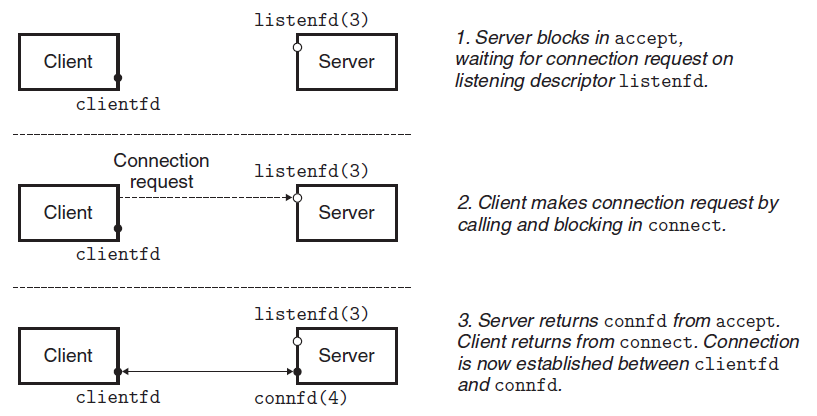 listenfd(3)
Client
Server
clientfd
1. Server blocks in accept,
waiting for connection request on
listening descriptor listenfd.
Connection
request
listenfd(3)
Client
Server
clientfd
2. Client makes connection request by
calling and blocking in connect.
listenfd(3)
Client
Server
clientfd
connfd(4)
3. Server returns connfd from accept.
Client returns from connect. Connection
is now established between clientfd
and connfd.